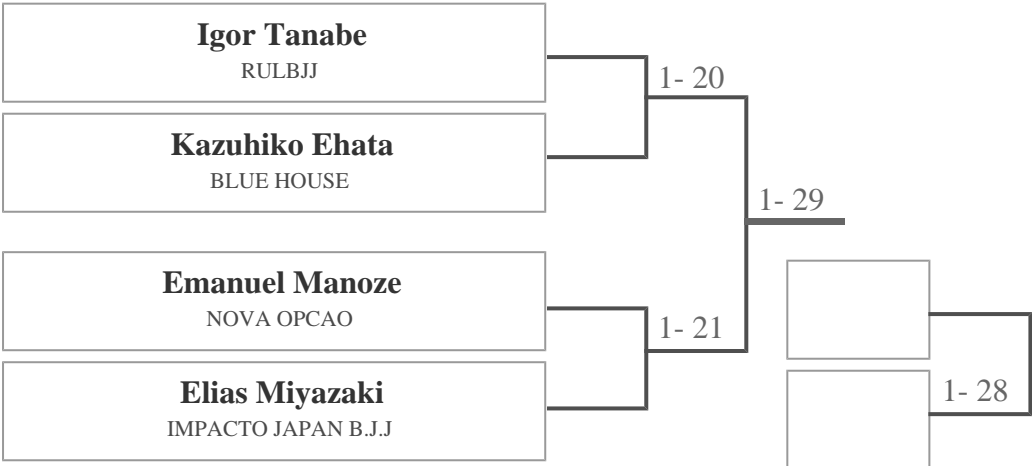 Igor Tanabe
RULBJJ
1- 20
Kazuhiko Ehata
BLUE HOUSE
1- 29
Emanuel Manoze
NOVA OPCAO
1- 21
Elias Miyazaki
IMPACTO JAPAN B.J.J
1- 28